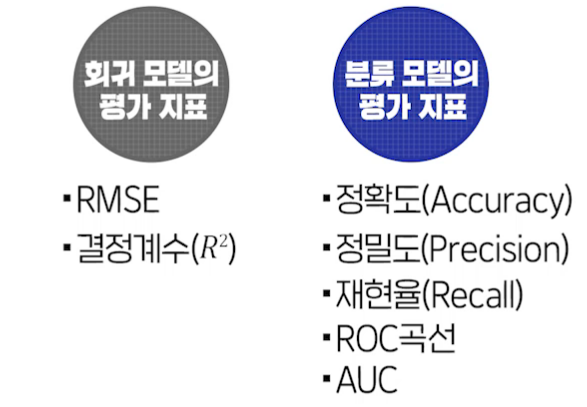 회귀 모델의
평가 지표
▪RMSE
▪결정계수(R²)
분류 모델의
평가 지표
▪정확도(Accuracy)
▪정밀도(Precision)
▪재현율(Recall)
▪ROC곡선
▪AUC